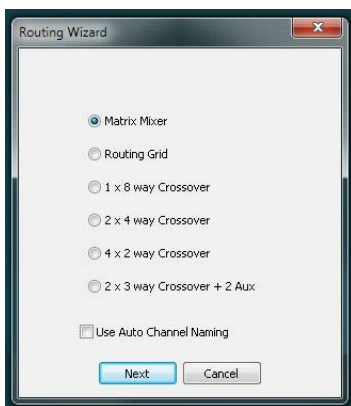 Routing Wizard
Matrix Mixer
Routing Grid
1 x 8 way Crossover
2 x 4 way Crossover
4 x 2 way Crossover
2 x 3 way Crossover + 2 Aux
Use Auto Channel Naming
Next Cancel